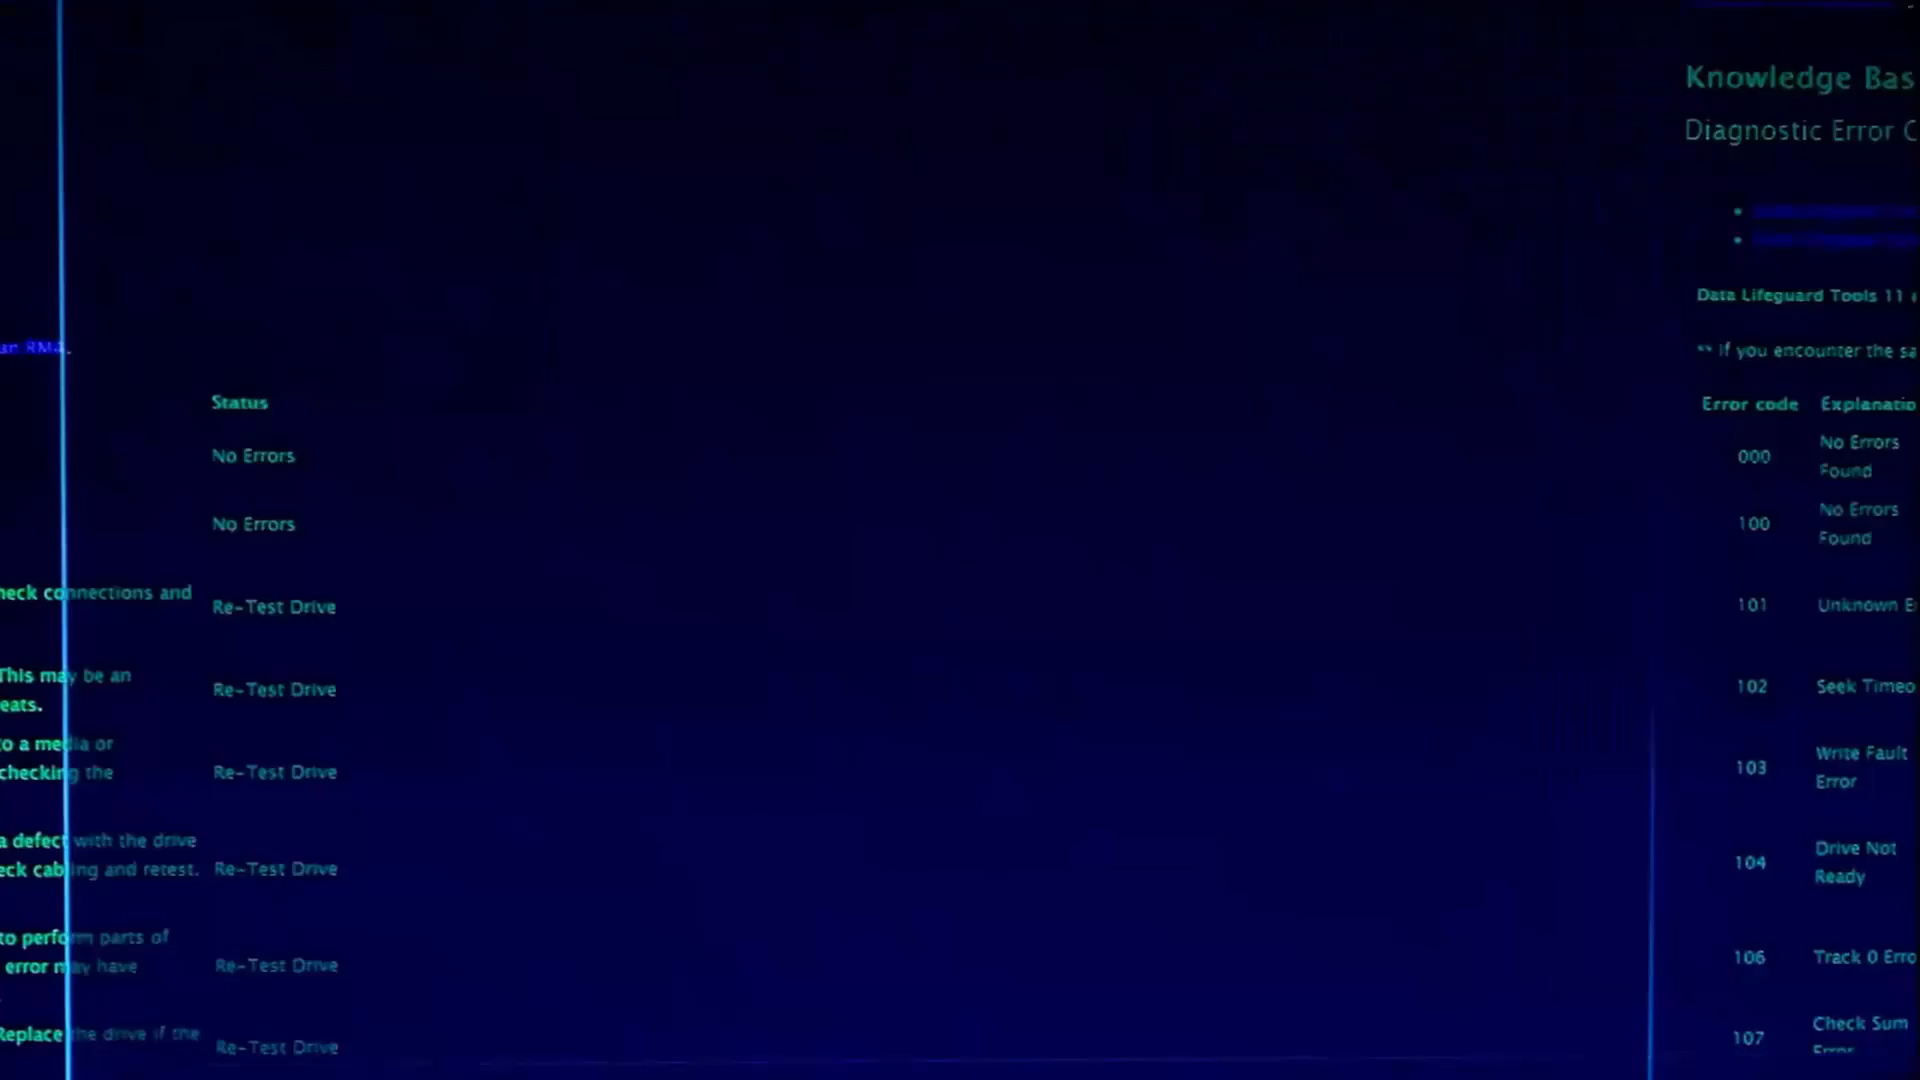 an RMA.
Status
No Errors
No Errors
heck connections and
Re-Test Drive
This may be an
eats.
Re-Test Drive
to a media or
checking the
Re-Test Drive
a defect with the drive
eck cabling and retest.
Re-Test Drive
to perform parts of
error may have
Re-Test Drive
Replace the drive if the
Re-Test Drive
Knowledge Bas
Diagnostic Error C
Data Lifeguard Tools 11
** If you encounter the sa
Error code Explanatio
000 No Errors
Found
100 No Errors
Found
101 Unknown E
102 Seek Timeo
103 Write Fault
Error
104 Drive Not
Ready
106 Track 0 Erro
107 Check Sum
Error